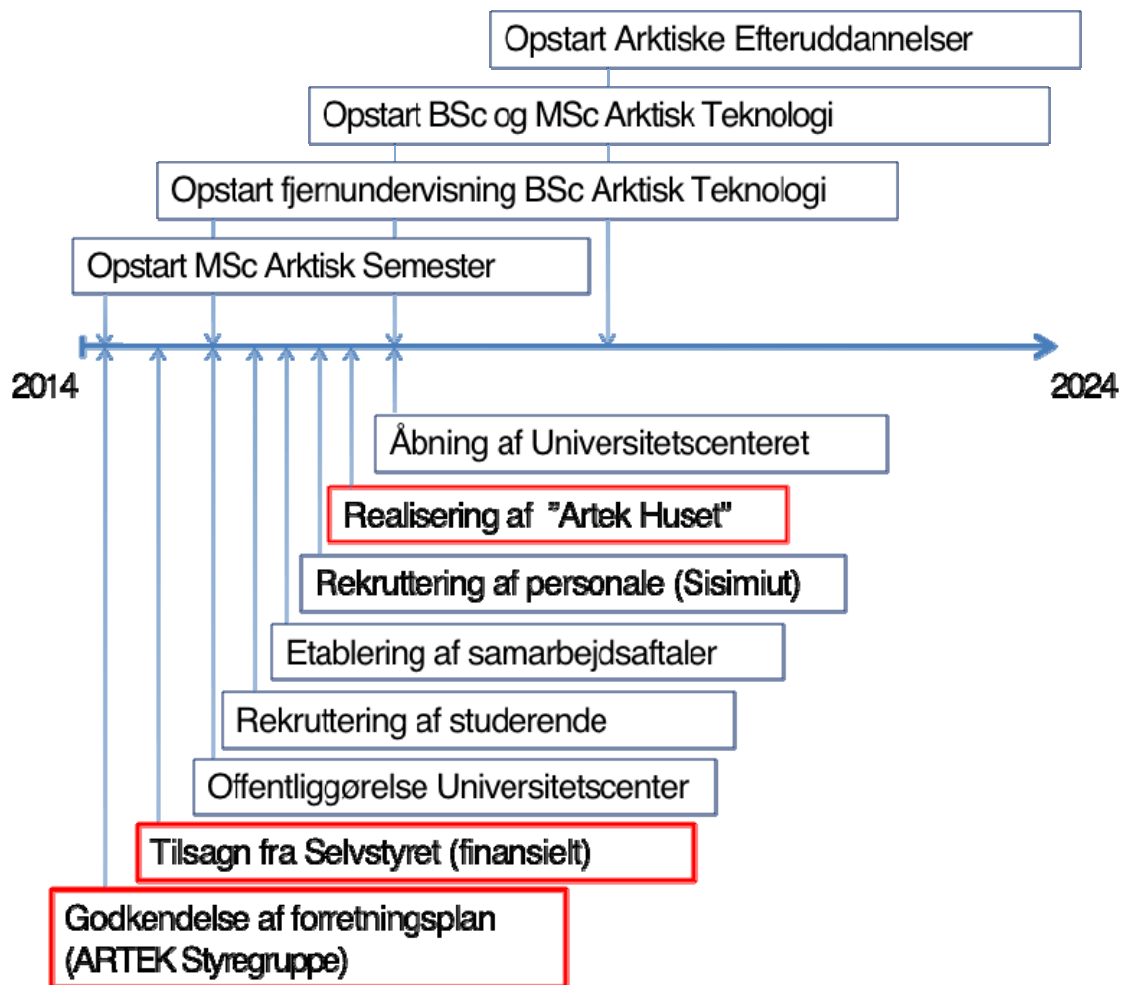 Opstart Arktiske Efteruddannelser
Opstart BSc og MSc Arktisk Teknologi
Opstart fjernundervisning BSc Arktisk Teknologi
Opstart MSc Arktisk Semester
2014
2024
Åbning af Universitetscenteret
Realisering af ”Artek Huset”
Rekruttering af personale (Sisimiut)
Etablering af samarbejdsaftaler
Rekruttering af studerende
Offentliggørelse Universitetscenter
Tilsagn fra Selvstyret (finansielt)
Godkendelse af forretningsplan
(ARTEK Styregruppe)